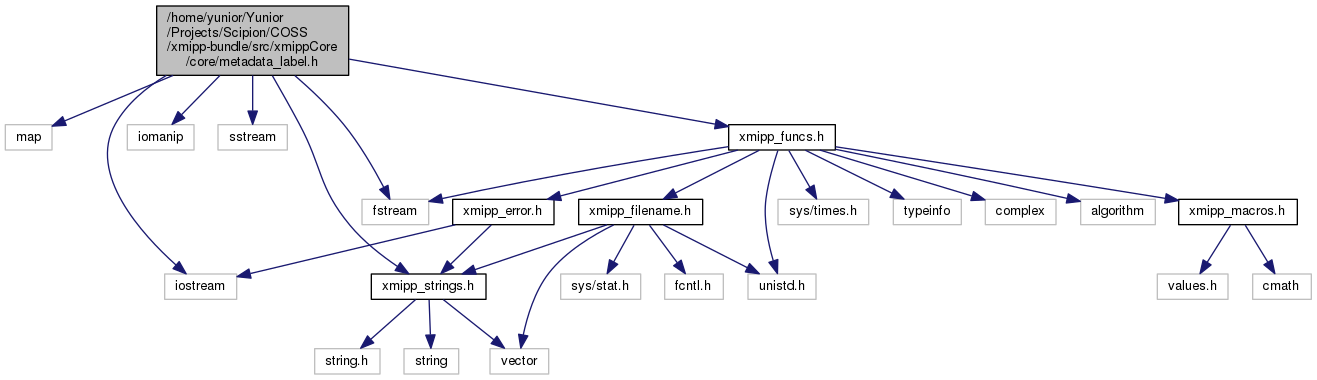 /home/yunior/Yunior
/Projects/Scipion/COSS
/xmipp-bundle/src/xmippCore
/core/metadata_label.h
map
iomanip
sstream
xmipp_funcs.h
fstream
xmipp_error.h
xmipp_filename.h
sys/times.h
typeinfo
complex
algorithm
xmipp_macros.h
iostream
xmipp_strings.h
sys/stat.h
fcntl.h
unistd.h
values.h
cmath
string.h
string
vector